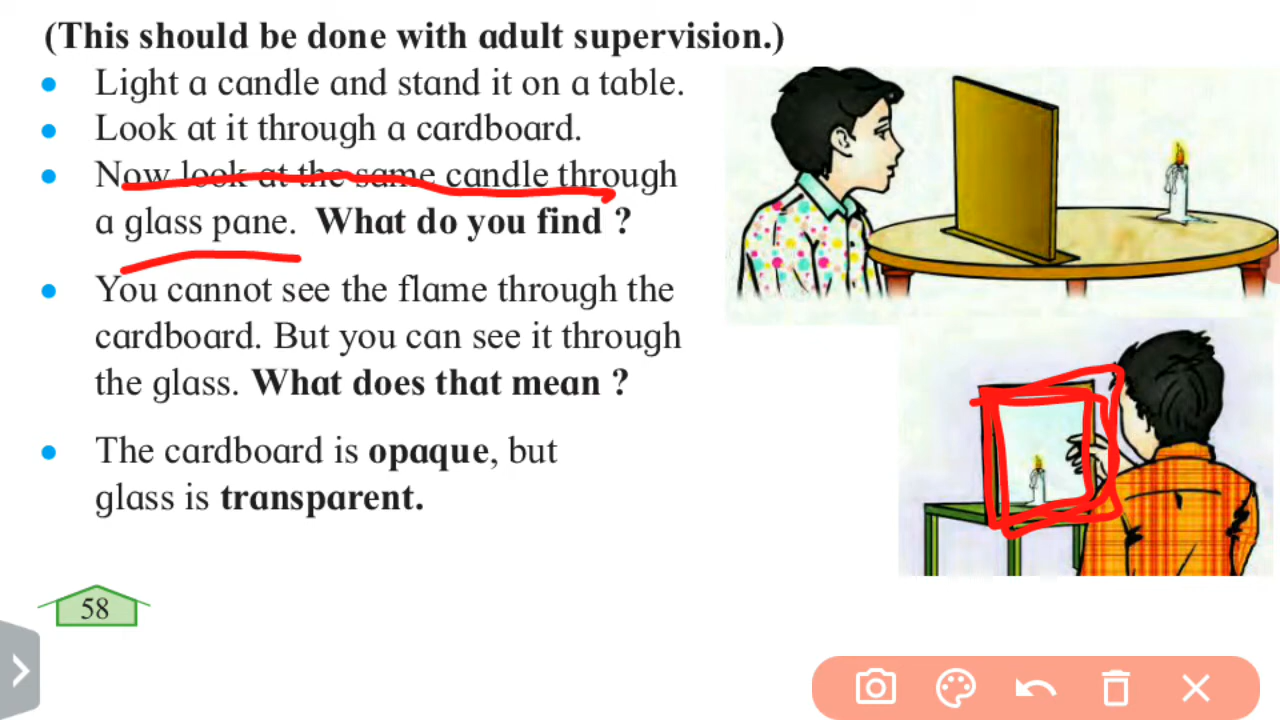 (This should be done with adult supervision.)
Light a candle and stand it on a table.
Look at it through a cardboard.
Now look at the same candle through
a glass pane. What do you find ?
You cannot see the flame through the
cardboard. But you can see it through
the glass. What does that mean ?
The cardboard is opaque, but
glass is transparent.
58